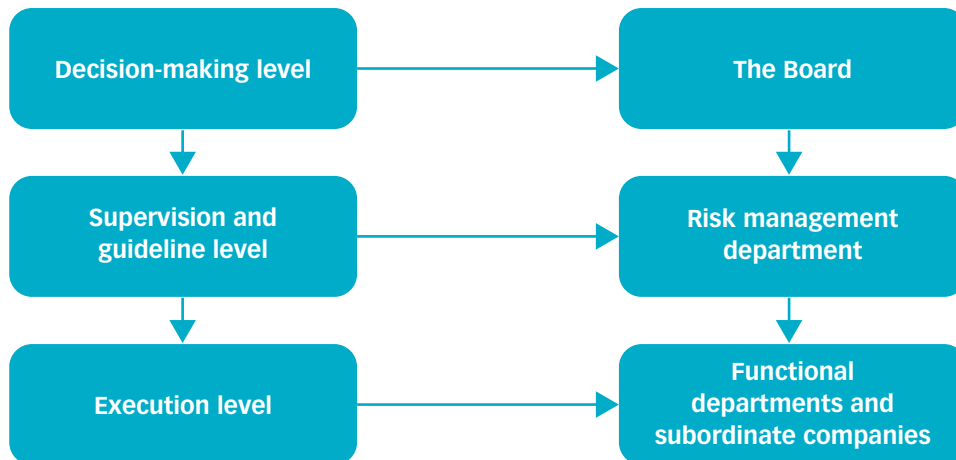 Decision-making level
The Board
Supervision and
guideline level
Risk management
department
Execution level
Functional
departments and
subordinate companies